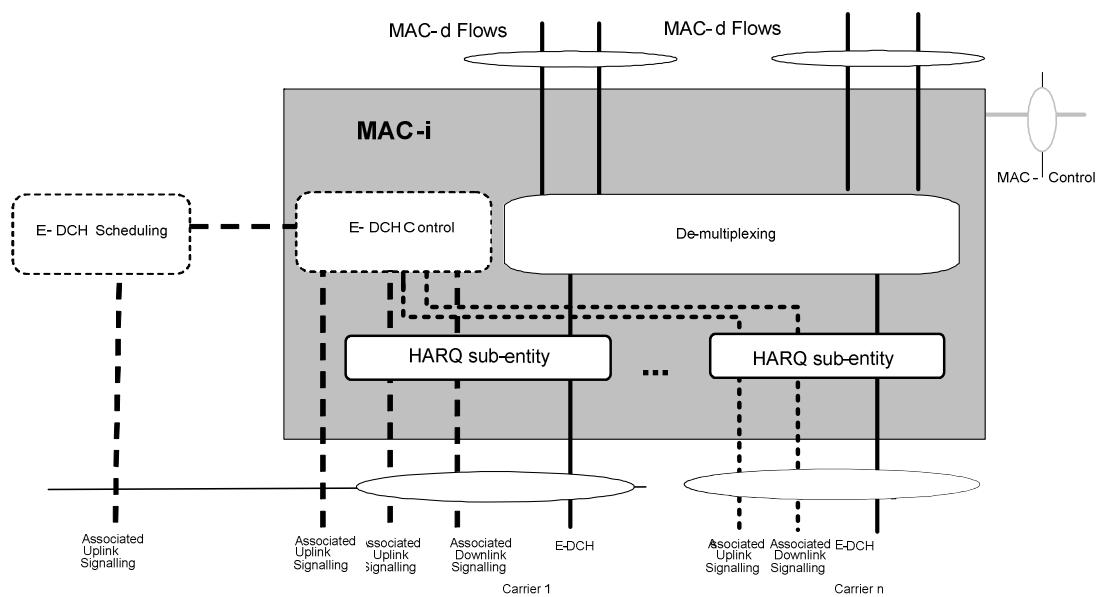 MAC-d Flows
MAC-d Flows
MAC-i
MAC- Control
E- DCH Scheduling
E- DCH Control
De-multiplexing
HARQ sub-entity
...
HARQ sub-entity
Associated
Uplink
Signalling
Associated
Uplink
Signalling
Associated
Uplink
Signalling
Associated
Downlink
Signalling
E-DCH
Associated
Uplink
Signalling
Associated
Downlink
Signalling
E-DCH
Carrier 1
Carrier n